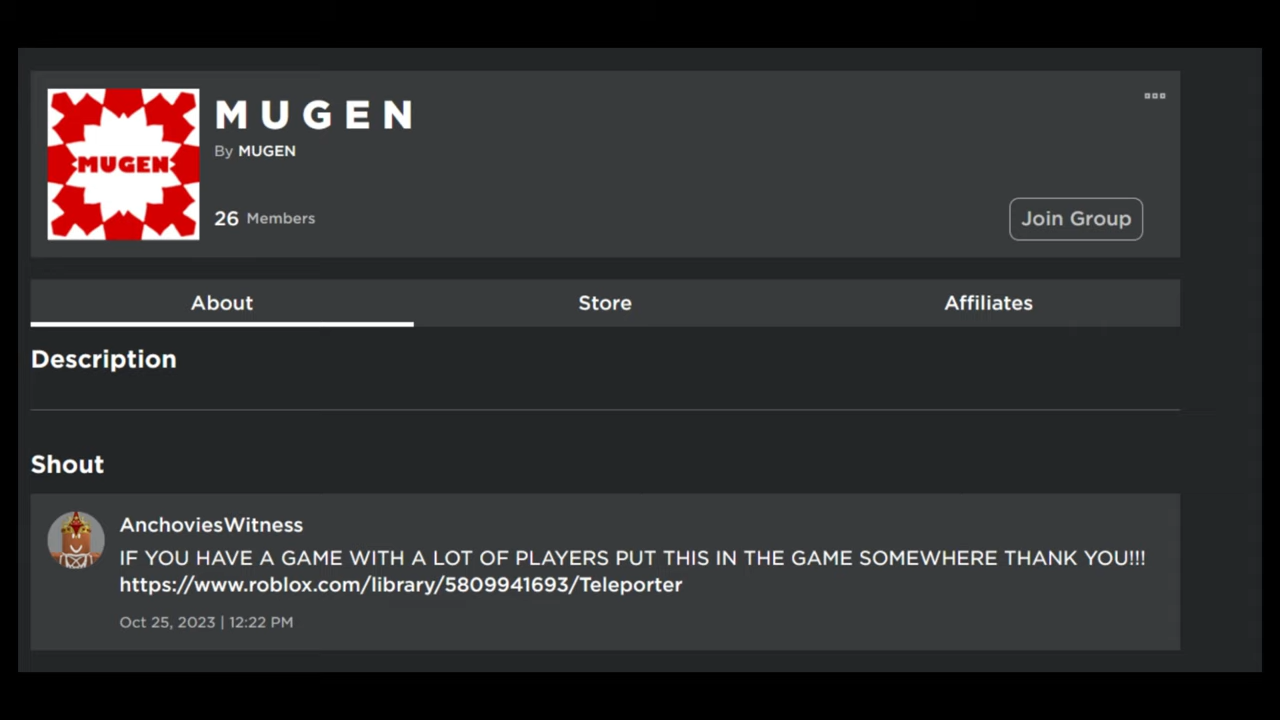 MUGEN
M U G E N
By MUGEN
26 Members
Join Group
About
Store
Affiliates
Description
Shout
AnchoviesWitness
IF YOU HAVE A GAME WITH A LOT OF PLAYERS PUT THIS IN THE GAME SOMEWHERE THANK YOU!!!
https://www.roblox.com/library/5809941693/Teleporter
Oct 25, 2023 | 12:22 PM